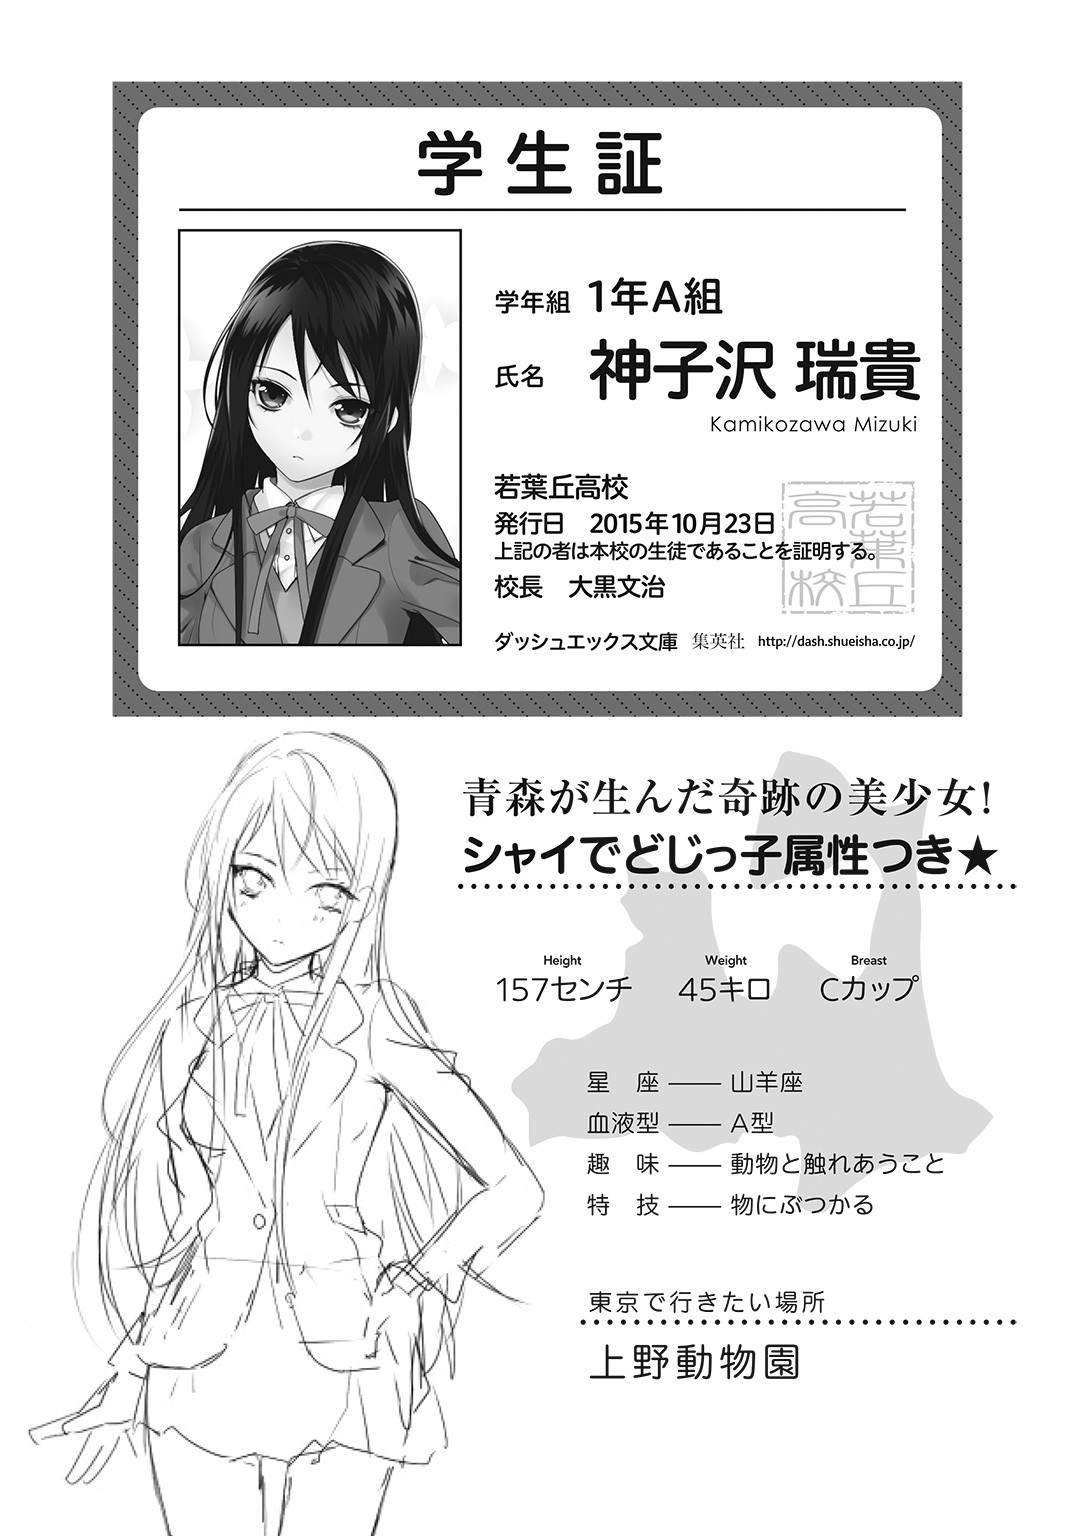 学生証
学年組 1年A組
氏名 神子沢 瑞貴
Kamikozawa Mizuki
若葉丘高校
発行日 2015年10月23日
上記の者は本校の生徒であることを証明する。
校長 大黒文治
若葉丘
高校
ダッシュエックス文庫 集英社 http://dash.shueisha.co.jp/
青森が生んだ奇跡の美少女!
シャイでどじっ子属性つき★
Height Weight Breast
157センチ 45キロ Cカップ
星 座 ―― 山羊座
血液型 ―― A型
趣 味 ―― 動物と触れあうこと
特 技 ―― 物にぶつかる
東京で行きたい場所
上野動物園